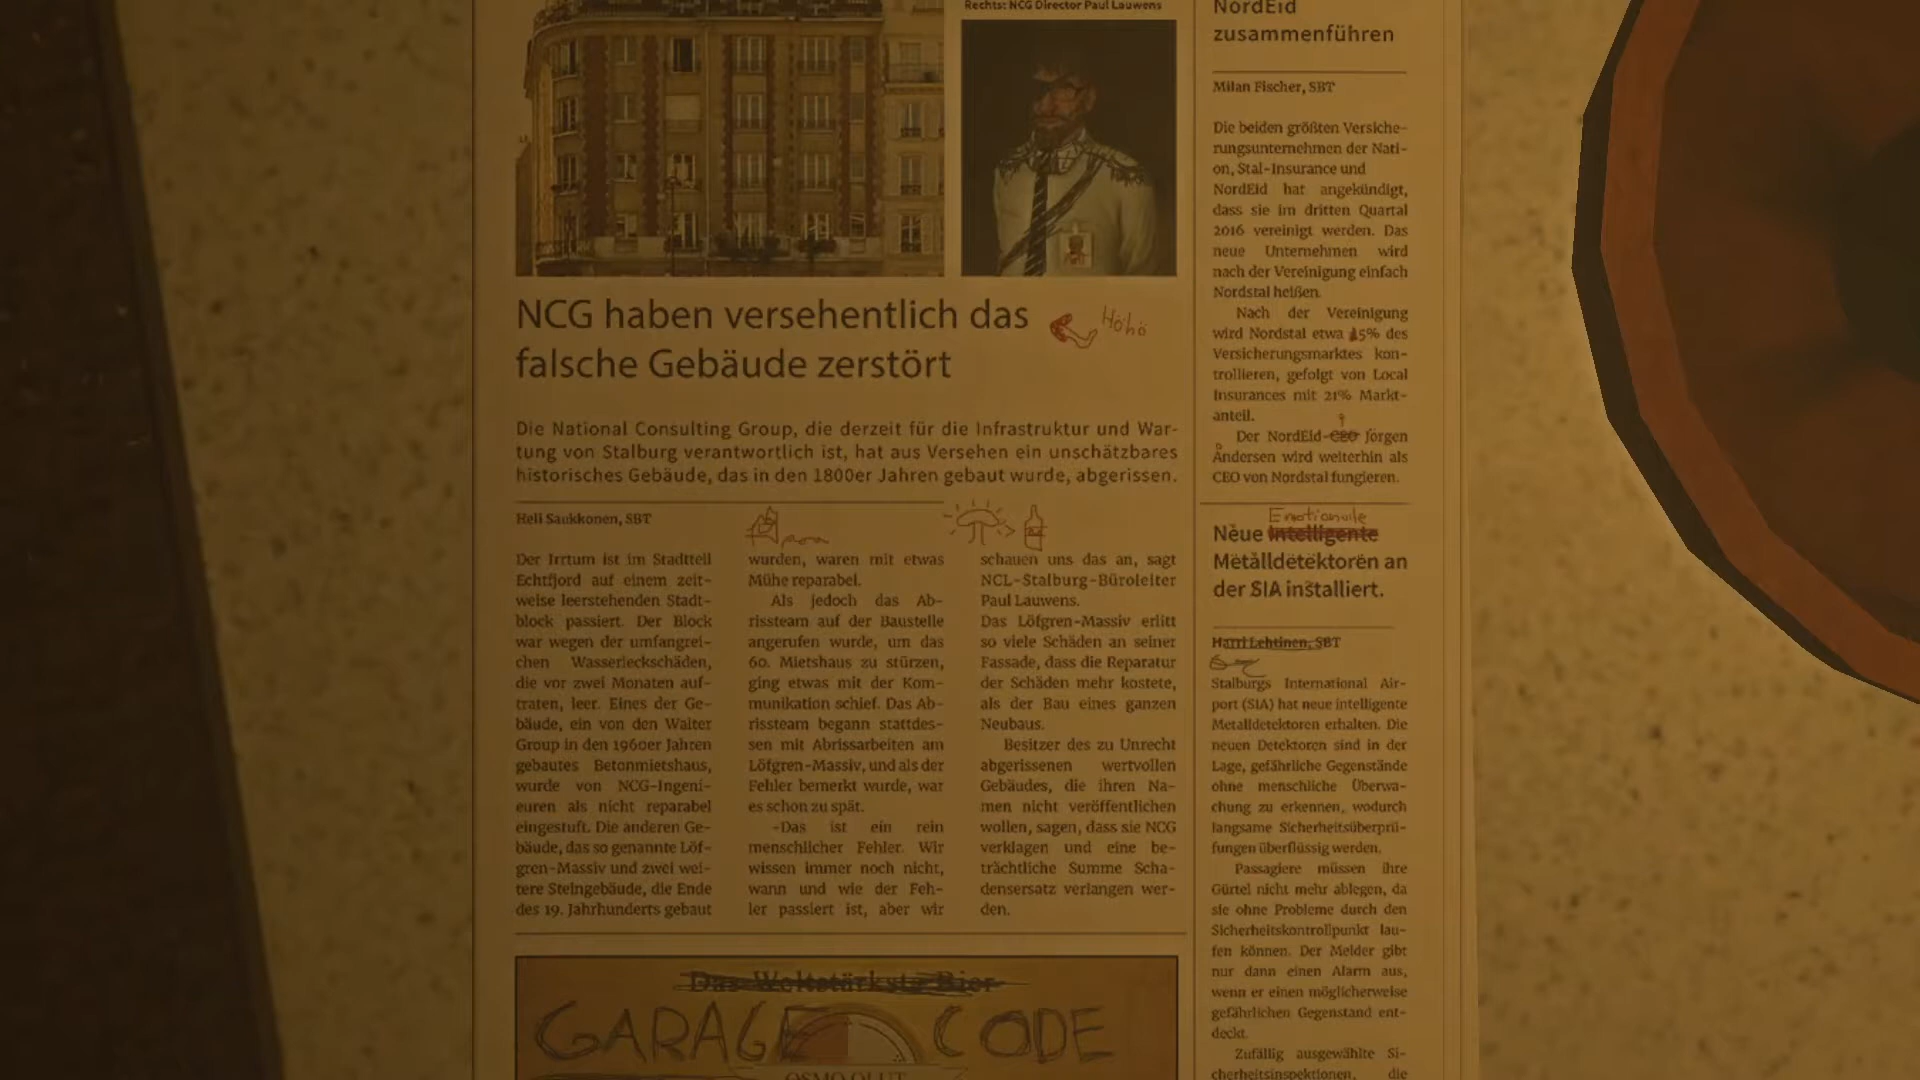 Rechts: NCG Director Paul Lauwens
NCG haben versehentlich das
falsche Gebäude zerstört
Höhö
Die National Consulting Group, die derzeit für die Infrastruktur und War-
tung von Stalburg verantwortlich ist, hat aus Versehen ein unschätzbares
historisches Gebäude, das in den 1800er Jahren gebaut wurde, abgerissen.
Heli Saukkonen, SBT
Der Irrtum ist im Stadtteil
Echtfjord auf einem zeit-
weise leerstehenden Stadt-
block passiert. Der Block
war wegen der umfangrei-
chen Wasserleckschäden,
die vor zwei Monaten auf-
traten, leer. Eines der Ge-
bäude, ein von den Walter
Group in den 1960er Jahren
gebautes Betonmietshaus,
wurde von NCG-Ingeni-
euren als nicht reparabel
eingestuft. Die anderen Ge-
bäude, das so genannte Löf-
gren-Massiv und zwei wei-
tere Steingebäude, die Ende
des 19. Jahrhunderts gebaut
wurden, waren mit etwas
Mühe reparabel.
Als jedoch das Ab-
rissteam auf der Baustelle
angerufen wurde, um das
60. Mietshaus zu stürzen,
ging etwas mit der Kom-
munikation schief. Das Ab-
rissteam begann stattdes-
sen mit Abrissarbeiten am
Löfgren-Massiv, und als der
Fehler bemerkt wurde, war
es schon zu spät.
-Das ist ein rein
menschlicher Fehler. Wir
wissen immer noch nicht,
wann und wie der Feh-
ler passiert ist, aber wir
schauen uns das an, sagt
NCL-Stalburg-Büroleiter
Paul Lauwens.
Das Löfgren-Massiv erlitt
so viele Schäden an seiner
Fassade, dass die Reparatur
der Schäden mehr kostete,
als der Bau eines ganzen
Neubaus.
Besitzer des zu Unrecht
abgerissenen wertvollen
Gebäudes, die ihren Na-
men nicht veröffentlichen
wollen, sagen, dass sie NCG
verklagen und eine be-
trächtliche Summe Scha-
densersatz verlangen wer-
den.
Das Weltstärkste Bier
GARAGE CODE
OSMO OLUT
NordEid
zusammenführen
Milan Fischer, SBT
Die beiden größten Versiche-
rungsunternehmen der Nati-
on, Stal-Insurance und
NordEid hat angekündigt,
dass sie im dritten Quartal
2016 vereinigt werden. Das
neue Unternehmen wird
nach der Vereinigung einfach
Nordstal heißen.
Nach der Vereinigung
wird Nordstal etwa 5% des
Versicherungsmarktes kon-
trollieren, gefolgt von Local
Insurances mit 21% Markt-
anteil.
Der NordEid-CEO Jörgen
Andersen wird weiterhin als
CEO von Nordstal fungieren.
Emotionale
Neue Intelligente
Metalldetektoren an
der SIA installiert.
Harri Lehtinen, SBT
Stalburgs International Air-
port (SIA) hat neue intelligente
Metalldetektoren erhalten. Die
neuen Detektoren sind in der
Lage, gefährliche Gegenstände
ohne menschliche Überwa-
chung zu erkennen, wodurch
langsame Sicherheitsüberprü-
fungen überflüssig werden.
Passagiere müssen ihre
Gürtel nicht mehr ablegen, da
sie ohne Probleme durch den
Sicherheitskontrollpunkt lau-
fen können. Der Melder gibt
nur dann einen Alarm aus,
wenn er einen möglicherweise
gefährlichen Gegenstand ent-
deckt.
Zufällig ausgewählte Si-
cherheitsinspektionen, die